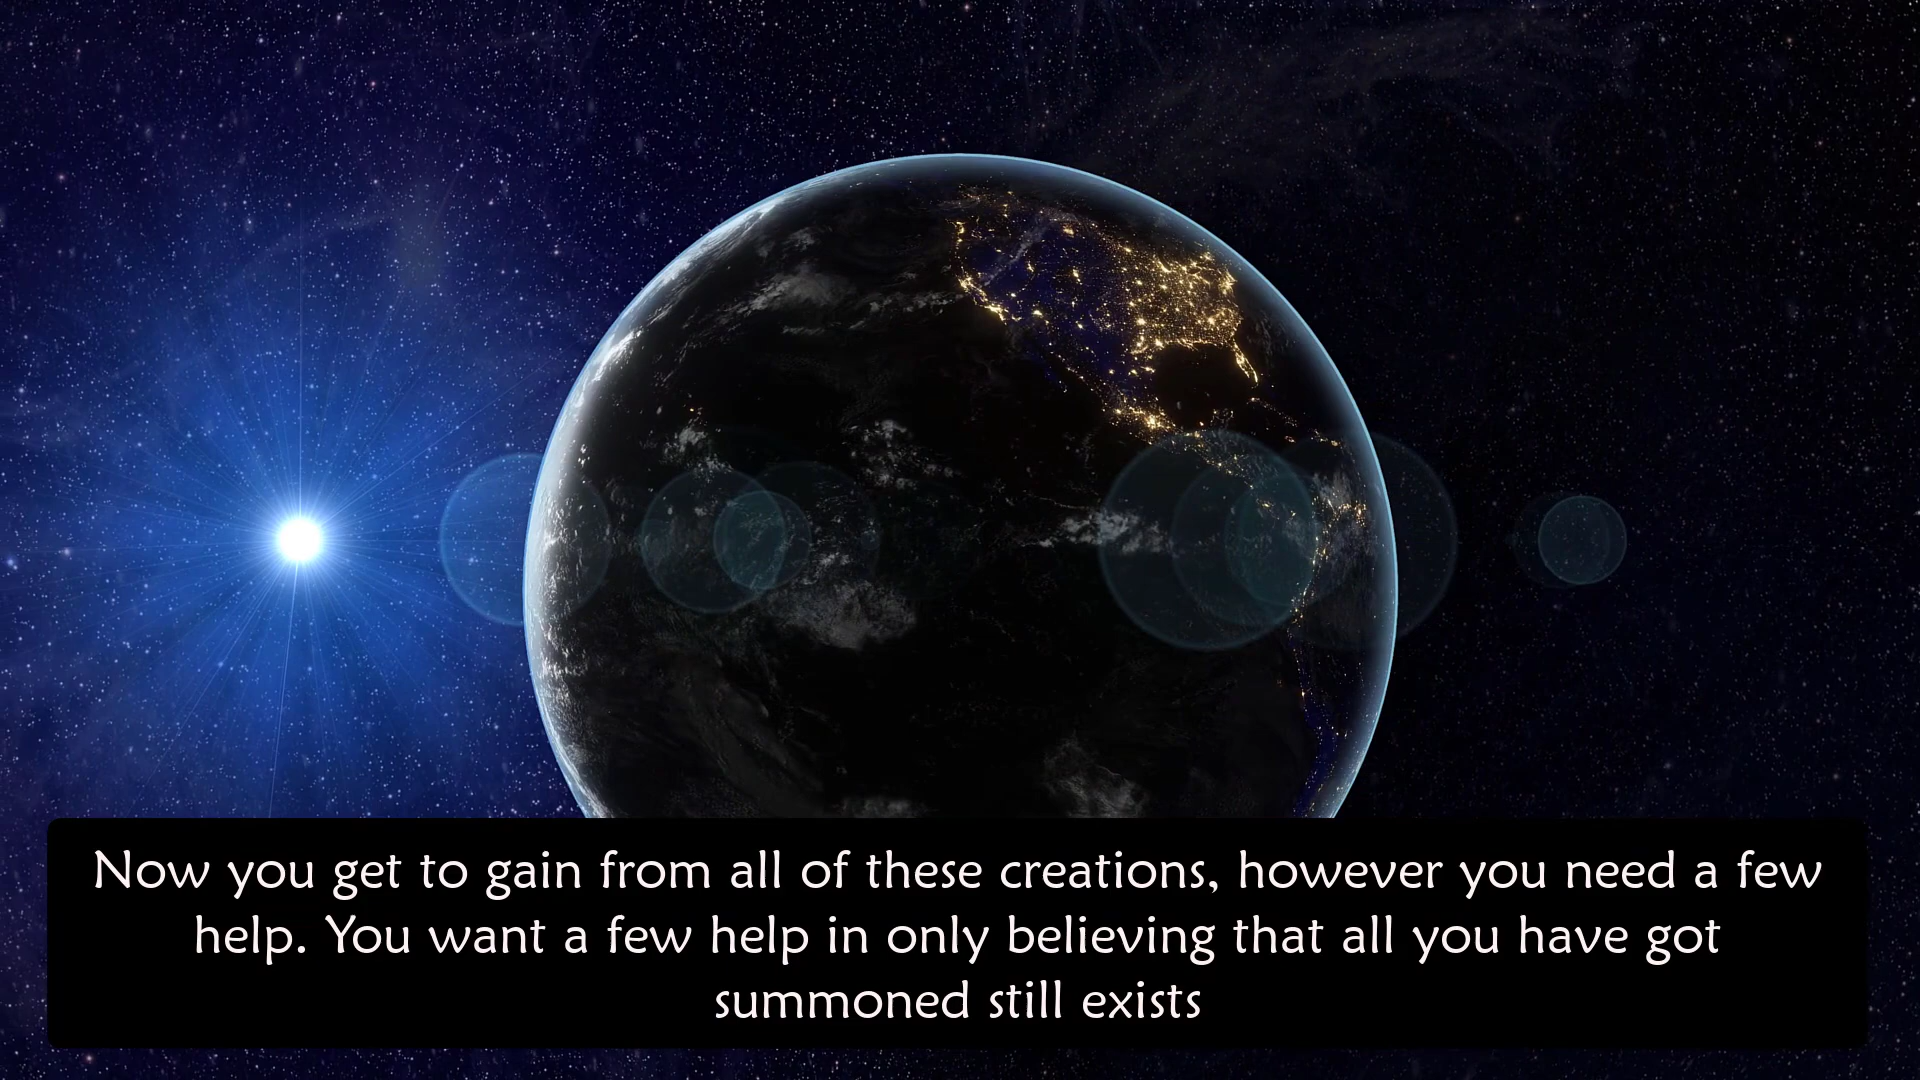 Now you get to gain from all of these creations, however you need a few
help. You want a few help in only believing that all you have got
summoned still exists